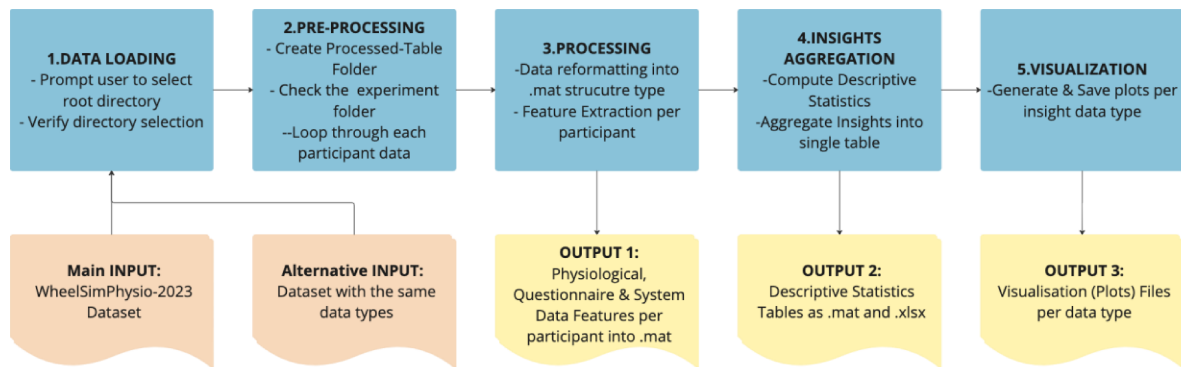 1.DATA LOADING
- Prompt user to select
root directory
- Verify directory selection
2.PRE-PROCESSING
- Create Processed-Table
Folder
- Check the experiment
folder
--Loop through each
participant data
3.PROCESSING
-Data reformatting into
.mat strucutre type
- Feature Extraction per
participant
4.INSIGHTS
AGGREGATION
-Compute Descriptive
Statistics
-Aggregate Insights into
single table
5.VISUALIZATION
-Generate & Save plots per
insight data type
Main INPUT:
WheelSimPhysio-2023
Dataset
Alternative INPUT:
Dataset with the same
data types
OUTPUT 1:
Physiological,
Questionnaire & System
Data Features per
participant into .mat
OUTPUT 2:
Descriptive Statistics
Tables as .mat and .xlsx
OUTPUT 3:
Visualisation (Plots) Files
per data type